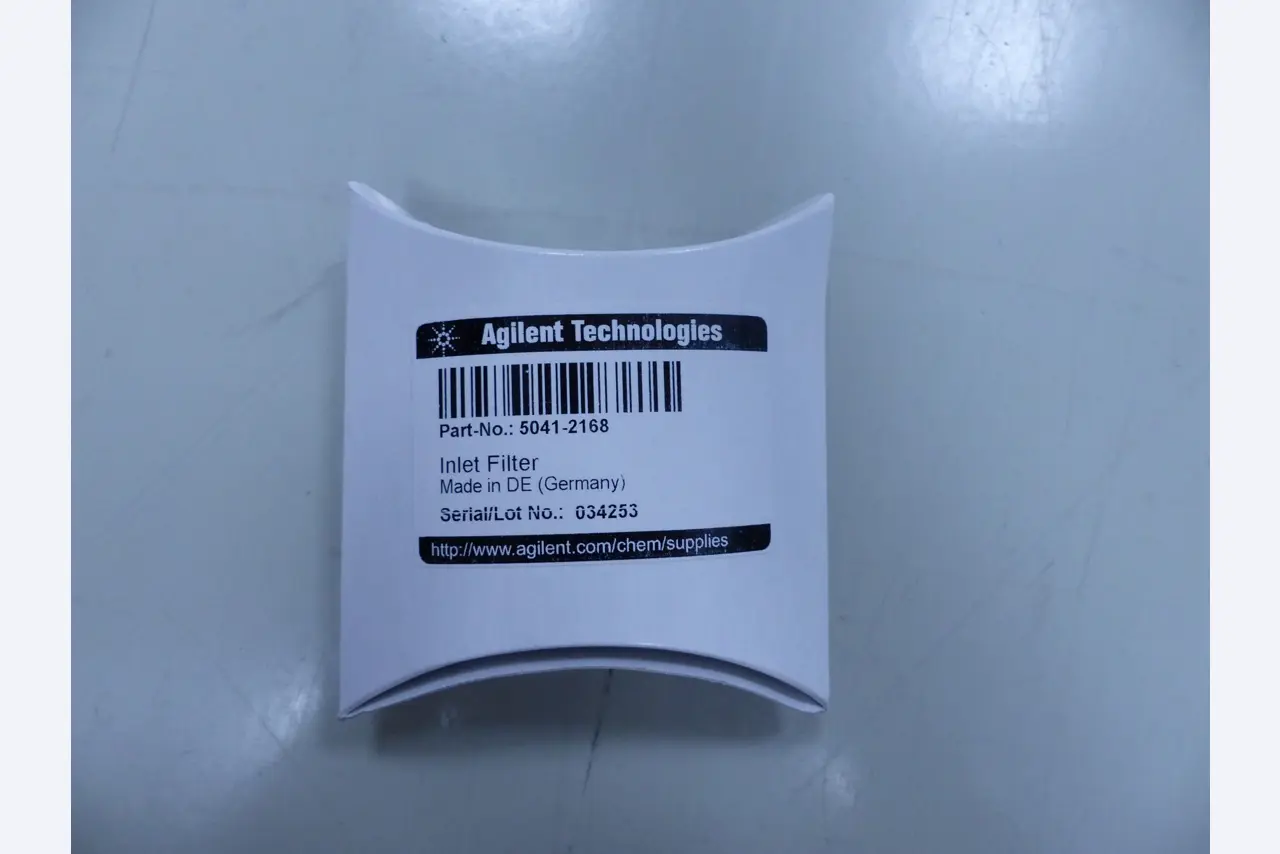 Agilent Technologies
Part-No.: 5041-2168
Inlet Filter
Made in DE (Germany)
Serial/Lot No.: 034253
http://www.agilent.com/chem/supplies